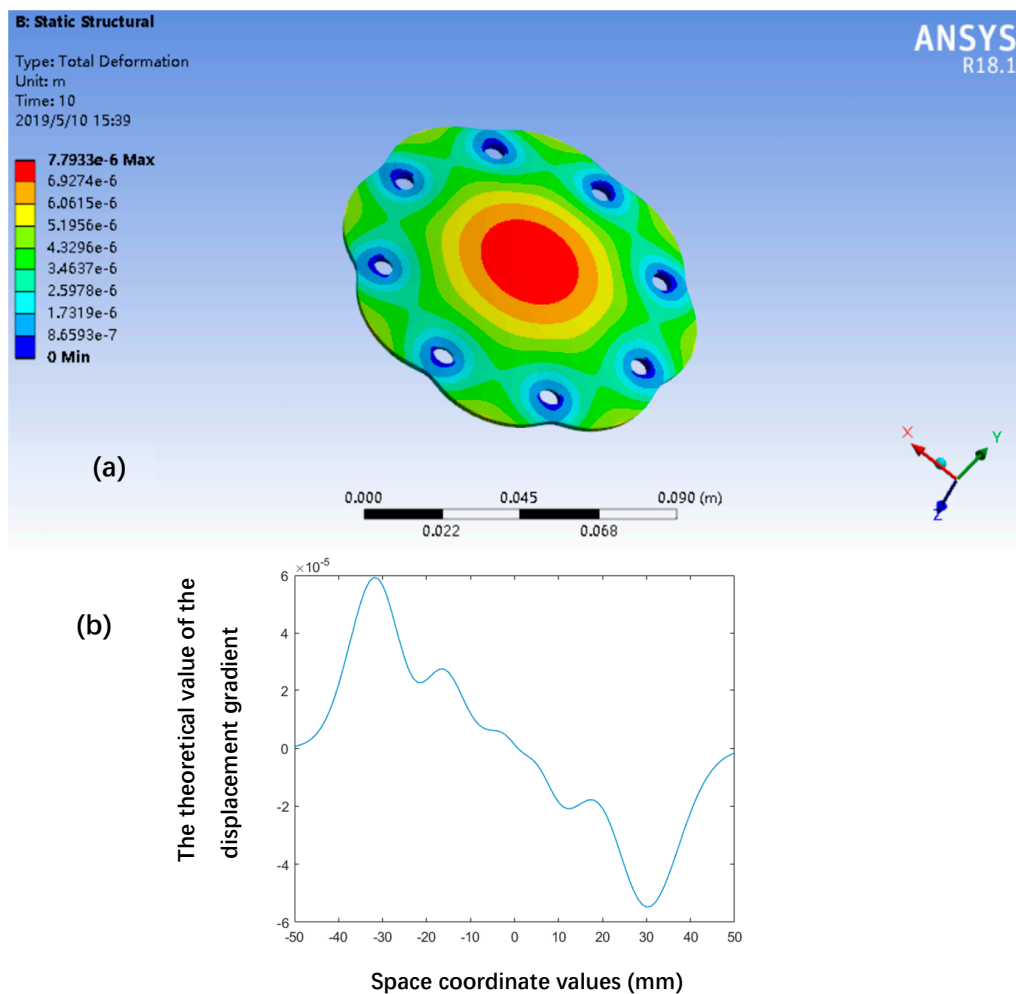 B: Static Structural
Type: Total Deformation
Unit: m
Time: 10
2019/5/10 15:39
ANSYS
R18.1
7.7933e-6 Max
6.9274e-6
6.0615e-6
5.1956e-6
4.3296e-6
3.4637e-6
2.5978e-6
1.7319e-6
8.6593e-7
0 Min
X
Y
Z
(a)
0.000
0.045
0.090 (m)
0.022
0.068
(b)
The theoretical value of the
displacement gradient
×10⁻⁵
6
4
2
0
-2
-4
-6
-50 -40 -30 -20 -10 0 10 20 30 40 50
Space coordinate values (mm)